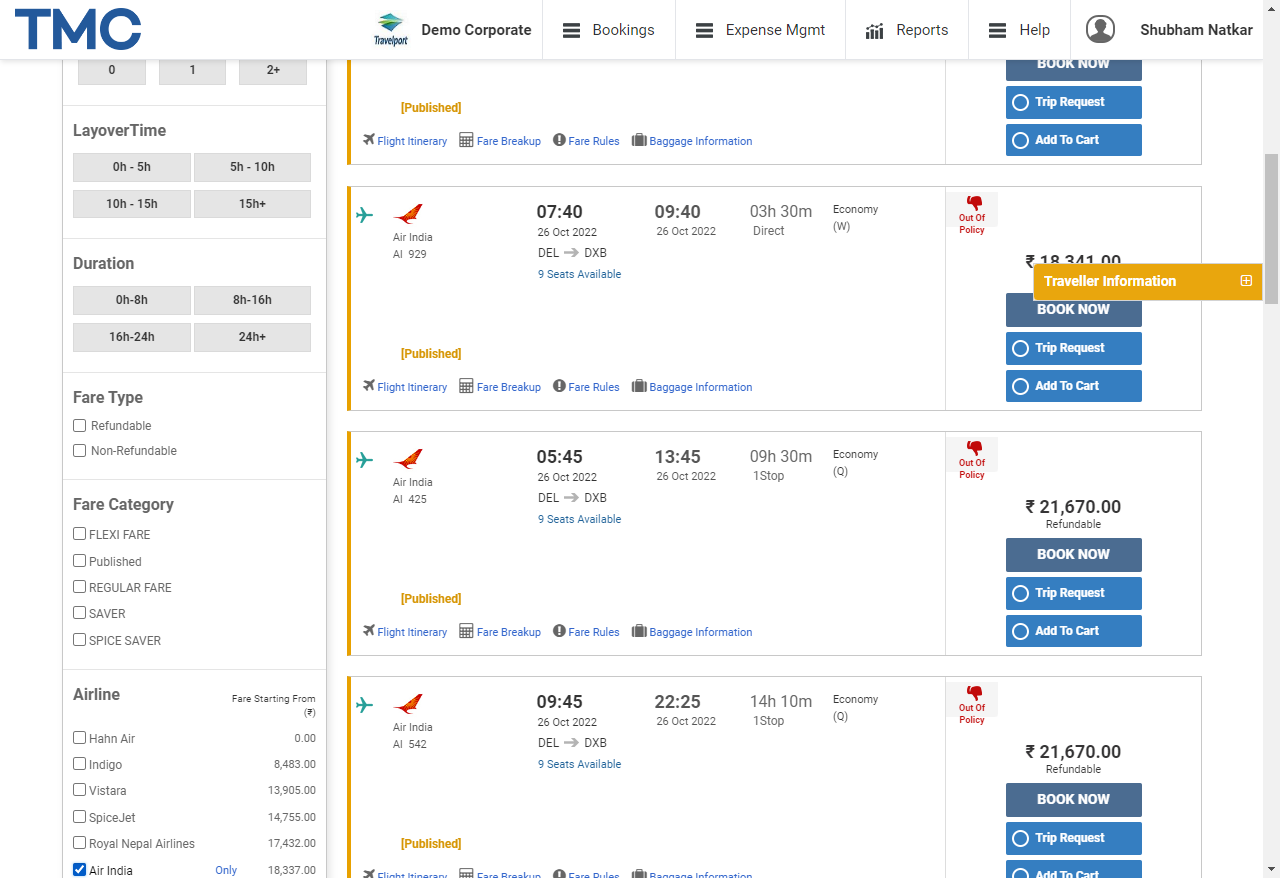 TMC
Travelport
Demo Corporate
Bookings
Expense Mgmt
Reports
Help
Shubham Natkar
0 1 2+
LayoverTime
0h - 5h 5h - 10h
10h - 15h 15h+
Duration
0h-8h 8h-16h
16h-24h 24h+
Fare Type
Refundable
Non-Refundable
Fare Category
FLEXI FARE
Published
REGULAR FARE
SAVER
SPICE SAVER
Airline Fare Starting From
(₹)
Hahn Air 0.00
Indigo 8,483.00
Vistara 13,905.00
SpiceJet 14,755.00
Royal Nepal Airlines 17,432.00
Air India Only 18,337.00
BOOK NOW
[Published]
Trip Request
Add To Cart
Flight Itinerary Fare Breakup Fare Rules Baggage Information
07:40 09:40 03h 30m Economy
26 Oct 2022 26 Oct 2022 Direct (W)
Air India
AI 929
DEL DXB
9 Seats Available
Out Of
Policy
₹ 18,341.00
Traveller Information
BOOK NOW
Trip Request
Add To Cart
[Published]
Flight Itinerary Fare Breakup Fare Rules Baggage Information
05:45 13:45 09h 30m Economy
26 Oct 2022 26 Oct 2022 1Stop (Q)
Air India
AI 425
DEL DXB
9 Seats Available
Out Of
Policy
₹ 21,670.00
Refundable
BOOK NOW
Trip Request
Add To Cart
[Published]
Flight Itinerary Fare Breakup Fare Rules Baggage Information
09:45 22:25 14h 10m Economy
26 Oct 2022 26 Oct 2022 1Stop (Q)
Air India
AI 542
DEL DXB
9 Seats Available
Out Of
Policy
₹ 21,670.00
Refundable
BOOK NOW
Trip Request
Add To Cart
[Published]
Flight Itinerary Fare Breakup Fare Rules Baggage Information